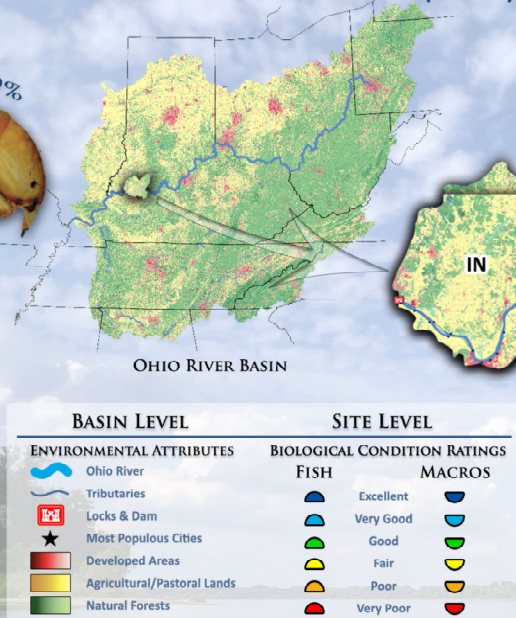 %
IN
OHIO RIVER BASIN
BASIN LEVEL
SITE LEVEL
ENVIRONMENTAL ATTRIBUTES
BIOLOGICAL CONDITION RATINGS
FISH
MACROS
Ohio River
Tributaries
Locks & Dam
Most Populous Cities
Developed Areas
Agricultural/Pastoral Lands
Natural Forests
Excellent
Very Good
Good
Fair
Poor
Very Poor